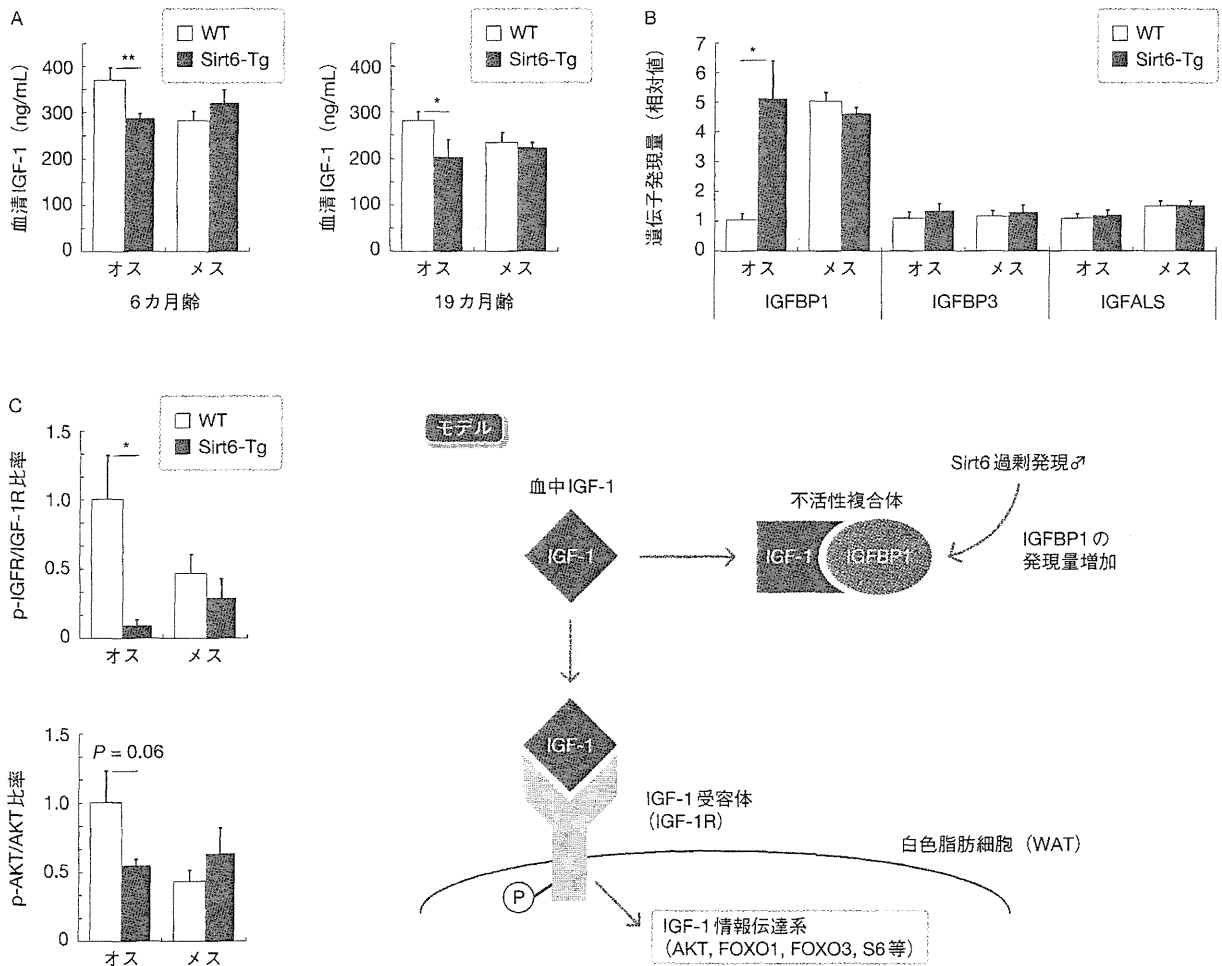 A
WT
Sirt6-Tg
血清IGF-1 (ng/mL)
400
300
200
100
0
**
オス
メス
6カ月齢
WT
Sirt6-Tg
血清IGF-1 (ng/mL)
400
300
200
100
0
*
オス
メス
19カ月齢
B
WT
Sirt6-Tg
遺伝子発現量(相対値)
7
6
5
4
3
2
1
0
*
オス
メス
オス
メス
オス
メス
IGFBP1
IGFBP3
IGFALS
C
WT
Sirt6-Tg
p-IGFR/IGF-1R比率
1.5
1.0
0.5
0
*
オス
メス
p-AKT/AKT比率
1.5
1.0
0.5
0
P = 0.06
オス
メス
モデル
血中IGF-1
IGF-1
不活性複合体
IGF-1
IGFBP1
Sirt6過剰発現♂
IGFBP1の
発現量増加
IGF-1
IGF-1受容体
(IGF-1R)
白色脂肪細胞(WAT)
P
IGF-1情報伝達系
(AKT, FOXO1, FOXO3, S6等)